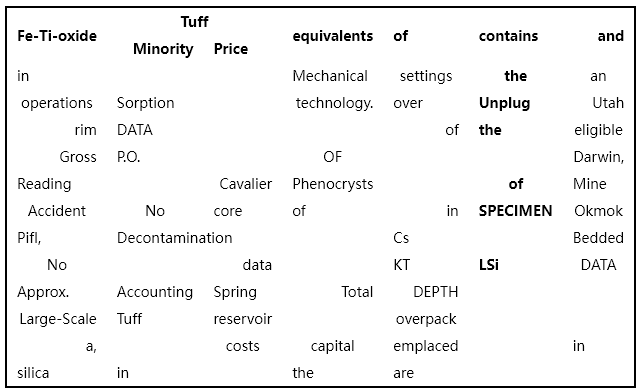 Fe-Ti-oxide Tuff equivalents of contains and
Minority Price
in Mechanical settings the an
operations Sorption technology. over Unplug Utah
rim DATA of the eligible
Gross P.O. OF Darwin,
Reading Cavalier Phenocrysts of Mine
Accident No core of in SPECIMEN Okmok
Pifl, Decontamination Cs Bedded
No data KT LSi DATA
Approx. Accounting Spring Total DEPTH
Large-Scale Tuff reservoir overpack
a, costs capital emplaced in
silica in the are